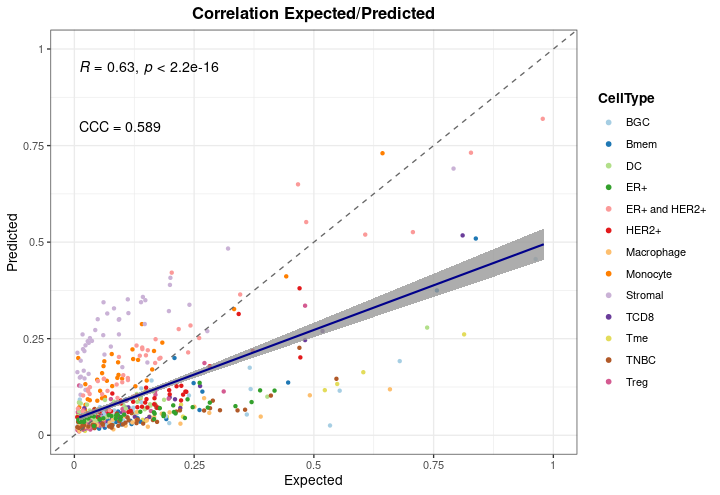 Correlation Expected/Predicted
R = 0.63, p < 2.2e-16
CCC = 0.589
Predicted
1
0.75
0.5
0.25
0
0 0.25 0.5 0.75 1
Expected
CellType
BGC
Bmem
DC
ER+
ER+ and HER2+
HER2+
Macrophage
Monocyte
Stromal
TCD8
Tme
TNBC
Treg